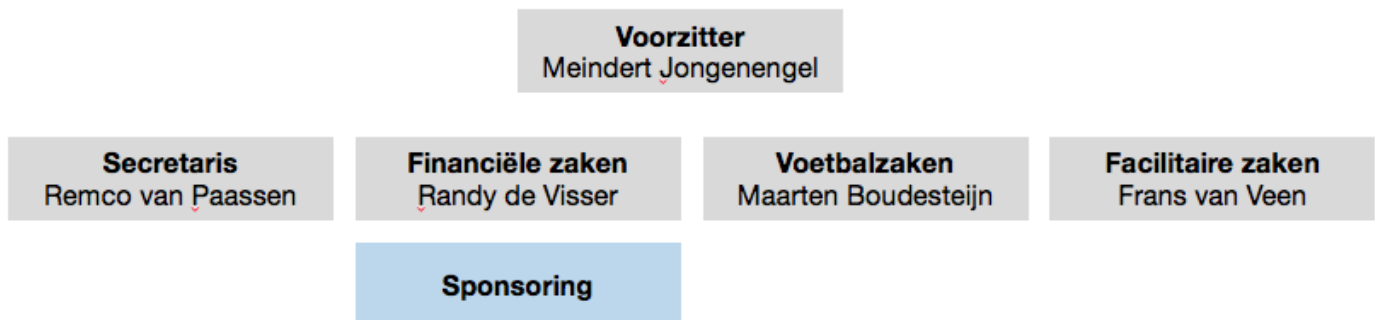 Voorzitter
Meindert Jongenengel
Secretaris
Remco van Paassen
Financiële zaken
Randy de Visser
Voetbalzaken
Maarten Boudesteijn
Facilitaire zaken
Frans van Veen
Sponsoring